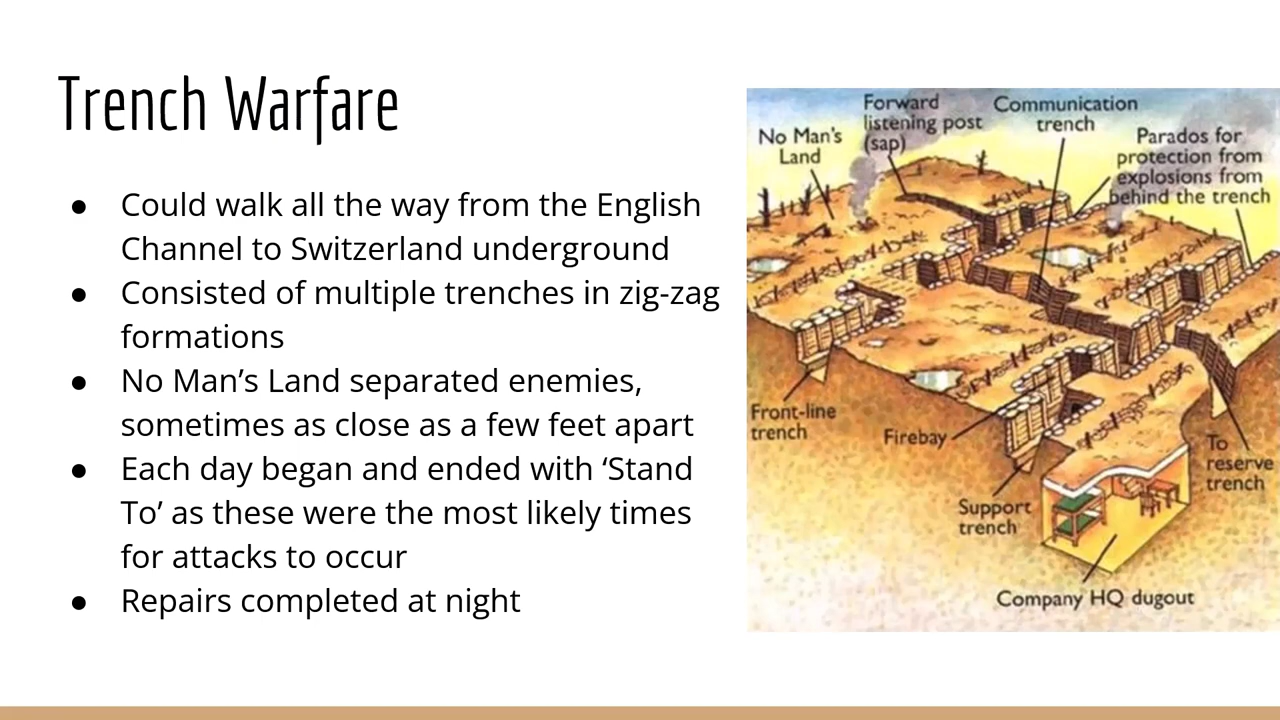 Trench Warfare
● Could walk all the way from the English
Channel to Switzerland underground
● Consisted of multiple trenches in zig-zag
formations
● No Man’s Land separated enemies,
sometimes as close as a few feet apart
● Each day began and ended with ‘Stand
To’ as these were the most likely times
for attacks to occur
● Repairs completed at night
No Man's
Land
Forward
listening post
(sap)
Communication
trench
Parados for
protection from
explosions from
behind the trench
Front-line
trench
Firebay
Support
trench
To
reserve
trench
Company HQ dugout